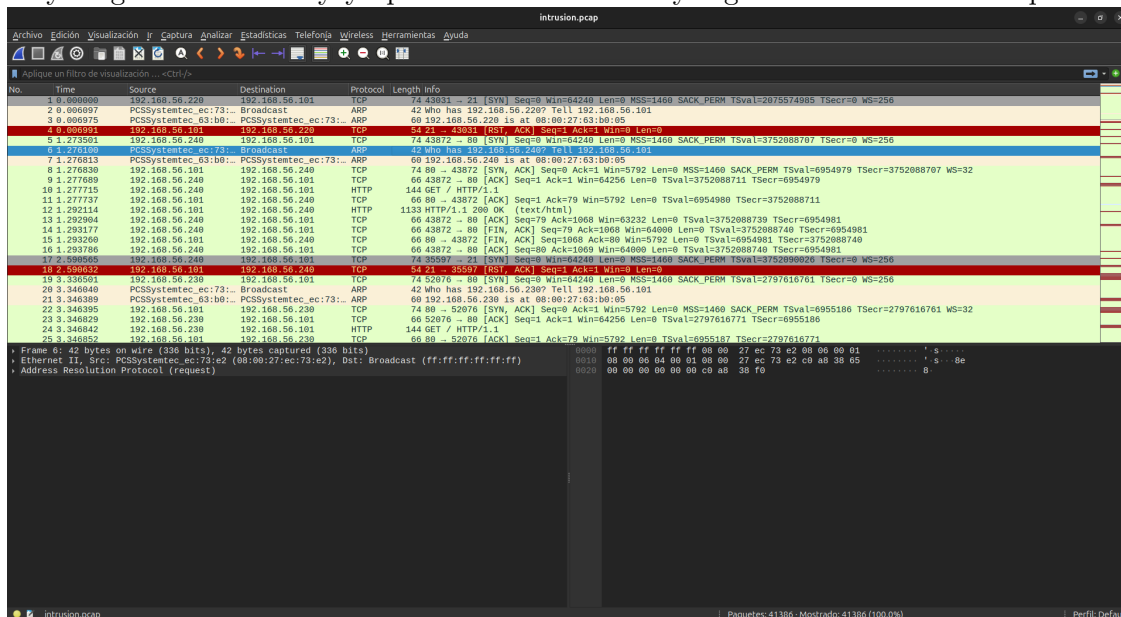 intrusion.pcap
Archivo Edición Visualización Ir Captura Analizar Estadísticas Telefonía Wireless Herramientas Ayuda
Aplique un filtro de visualización ... <Ctrl-/>
No. Time Source Destination Protocol Length Info
1 0.000000 192.168.56.220 192.168.56.101 TCP 74 43031 → 21 [SYN] Seq=0 Win=64240 Len=0 MSS=1460 SACK_PERM TSval=2075574985 TSecr=0 WS=256
2 0.006097 PCSSystemtec_ec:73:… Broadcast ARP 42 Who has 192.168.56.220? Tell 192.168.56.101
3 0.006975 PCSSystemtec_63:b0:… PCSSystemtec_ec:73:… ARP 60 192.168.56.220 is at 08:00:27:63:b0:05
4 0.006991 192.168.56.101 192.168.56.220 TCP 54 21 → 43031 [RST, ACK] Seq=1 Ack=1 Win=0 Len=0
5 1.273501 192.168.56.240 192.168.56.101 TCP 74 43872 → 80 [SYN] Seq=0 Win=64240 Len=0 MSS=1460 SACK_PERM TSval=3752088707 TSecr=0 WS=256
6 1.276100 PCSSystemtec_ec:73:… Broadcast ARP 42 Who has 192.168.56.240? Tell 192.168.56.101
7 1.276813 PCSSystemtec_63:b0:… PCSSystemtec_ec:73:… ARP 60 192.168.56.240 is at 08:00:27:63:b0:05
8 1.276830 192.168.56.101 192.168.56.240 TCP 74 80 → 43872 [SYN, ACK] Seq=0 Ack=1 Win=5792 Len=0 MSS=1460 SACK_PERM TSval=6954979 TSecr=3752088707 WS=32
9 1.277689 192.168.56.240 192.168.56.101 TCP 66 43872 → 80 [ACK] Seq=1 Ack=1 Win=64256 Len=0 TSval=3752088711 TSecr=6954979
10 1.277715 192.168.56.240 192.168.56.101 HTTP 144 GET / HTTP/1.1
11 1.277737 192.168.56.101 192.168.56.240 TCP 66 80 → 43872 [ACK] Seq=1 Ack=79 Win=5792 Len=0 TSval=6954980 TSecr=3752088711
12 1.292114 192.168.56.101 192.168.56.240 HTTP 1133 HTTP/1.1 200 OK (text/html)
13 1.292904 192.168.56.240 192.168.56.101 TCP 66 43872 → 80 [ACK] Seq=79 Ack=1068 Win=63232 Len=0 TSval=3752088739 TSecr=6954981
14 1.293177 192.168.56.240 192.168.56.101 TCP 66 43872 → 80 [FIN, ACK] Seq=79 Ack=1068 Win=64000 Len=0 TSval=3752088740 TSecr=6954981
15 1.293260 192.168.56.101 192.168.56.240 TCP 66 80 → 43872 [FIN, ACK] Seq=1068 Ack=80 Win=5792 Len=0 TSval=6954981 TSecr=3752088740
16 1.293786 192.168.56.240 192.168.56.101 TCP 66 43872 → 80 [ACK] Seq=80 Ack=1069 Win=64000 Len=0 TSval=3752088740 TSecr=6954981
17 2.590565 192.168.56.240 192.168.56.101 TCP 74 35597 → 21 [SYN] Seq=0 Win=64240 Len=0 MSS=1460 SACK_PERM TSval=3752090026 TSecr=0 WS=256
18 2.590632 192.168.56.101 192.168.56.240 TCP 54 21 → 35597 [RST, ACK] Seq=1 Ack=1 Win=0 Len=0
19 3.336501 192.168.56.230 192.168.56.101 TCP 74 52076 → 80 [SYN] Seq=0 Win=64240 Len=0 MSS=1460 SACK_PERM TSval=2797616761 TSecr=0 WS=256
20 3.346040 PCSSystemtec_ec:73:… Broadcast ARP 42 Who has 192.168.56.230? Tell 192.168.56.101
21 3.346389 PCSSystemtec_63:b0:… PCSSystemtec_ec:73:… ARP 60 192.168.56.230 is at 08:00:27:63:b0:05
22 3.346395 192.168.56.101 192.168.56.230 TCP 74 80 → 52076 [SYN, ACK] Seq=0 Ack=1 Win=5792 Len=0 MSS=1460 SACK_PERM TSval=6955186 TSecr=2797616761 WS=32
23 3.346829 192.168.56.230 192.168.56.101 TCP 66 52076 → 80 [ACK] Seq=1 Ack=1 Win=64256 Len=0 TSval=2797616771 TSecr=6955186
24 3.346842 192.168.56.230 192.168.56.101 HTTP 144 GET / HTTP/1.1
25 3.346852 192.168.56.101 192.168.56.230 TCP 66 80 → 52076 [ACK] Seq=1 Ack=79 Win=5792 Len=0 TSval=6955187 TSecr=2797616771
Frame 6: 42 bytes on wire (336 bits), 42 bytes captured (336 bits)
Ethernet II, Src: PCSSystemtec_ec:73:e2 (08:00:27:ec:73:e2), Dst: Broadcast (ff:ff:ff:ff:ff:ff)
Address Resolution Protocol (request)
0000 ff ff ff ff ff ff 08 00 27 ec 73 e2 08 06 00 01 ········ '·s·····
0010 08 00 06 04 00 01 08 00 27 ec 73 e2 c0 a8 38 65 ········ '·s···8e
0020 00 00 00 00 00 00 c0 a8 38 f0 ········ 8·
intrusion.pcap
Paquetes: 41386 · Mostrado: 41386 (100.0%)
Perfil: Defau